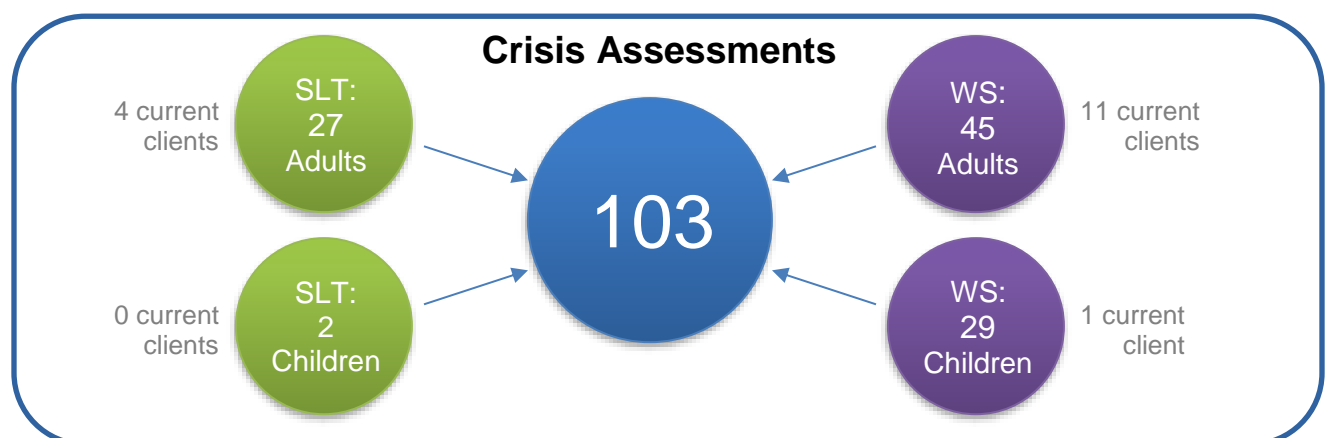 Crisis Assessments
4 current
clients
SLT:
27
Adults
0 current
clients
SLT:
2
Children
103
WS:
45
Adults
11 current
clients
WS:
29
Children
1 current
client